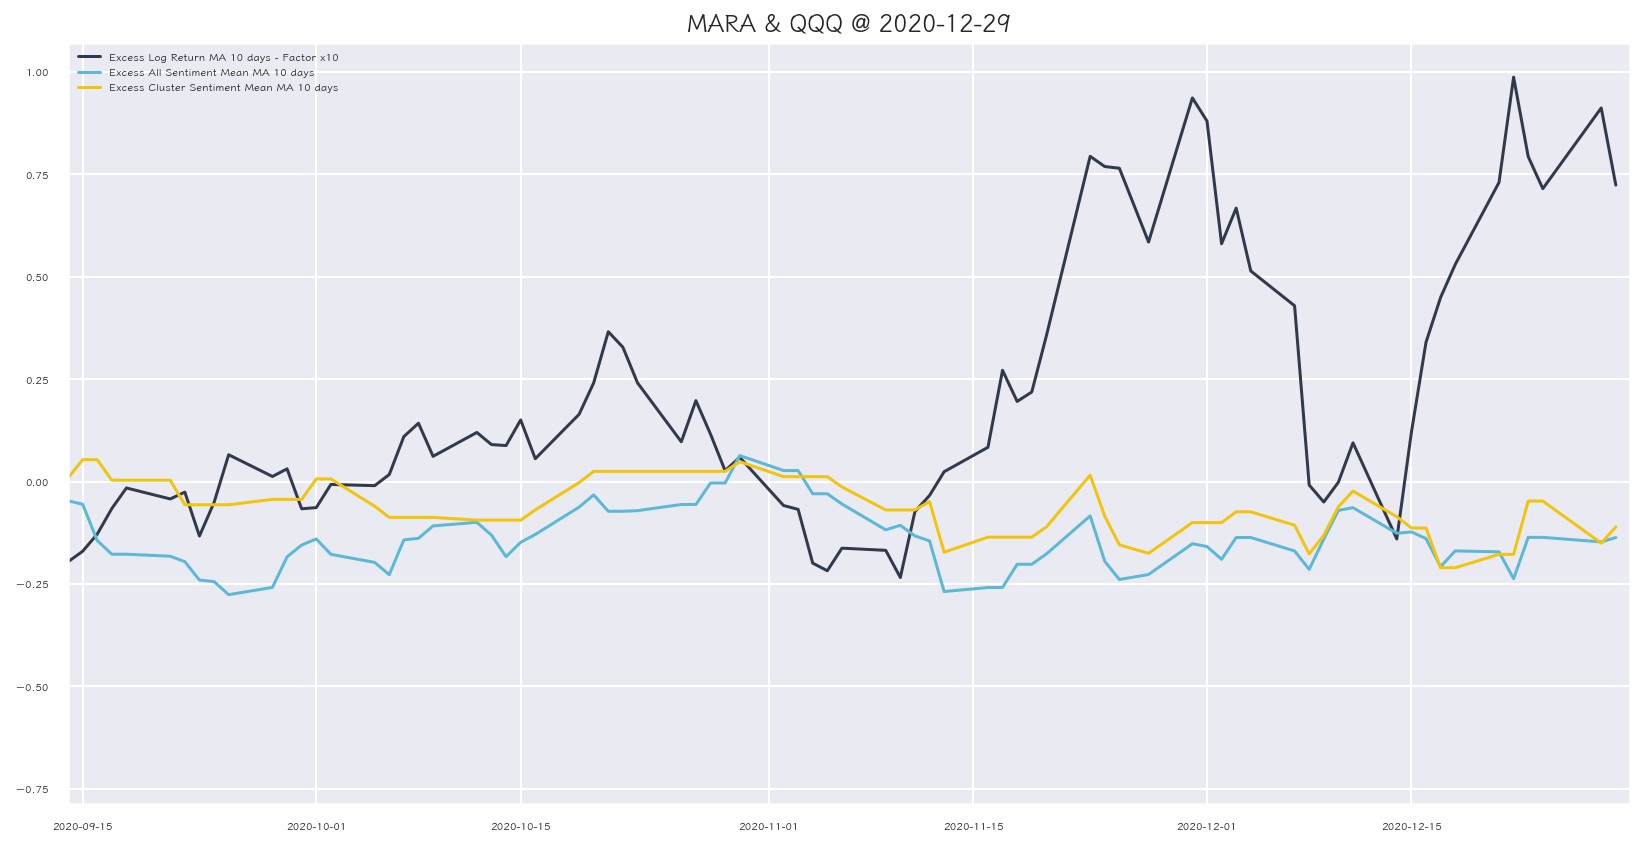 MARA & QQQ @ 2020-12-29
Excess Log Return MA 10 days - Factor x10
Excess All Sentiment Mean MA 10 days
Excess Cluster Sentiment Mean MA 10 days
1.00
0.75
0.50
0.25
0.00
−0.25
−0.50
−0.75
2020-09-15 2020-10-01 2020-10-15 2020-11-01 2020-11-15 2020-12-01 2020-12-15